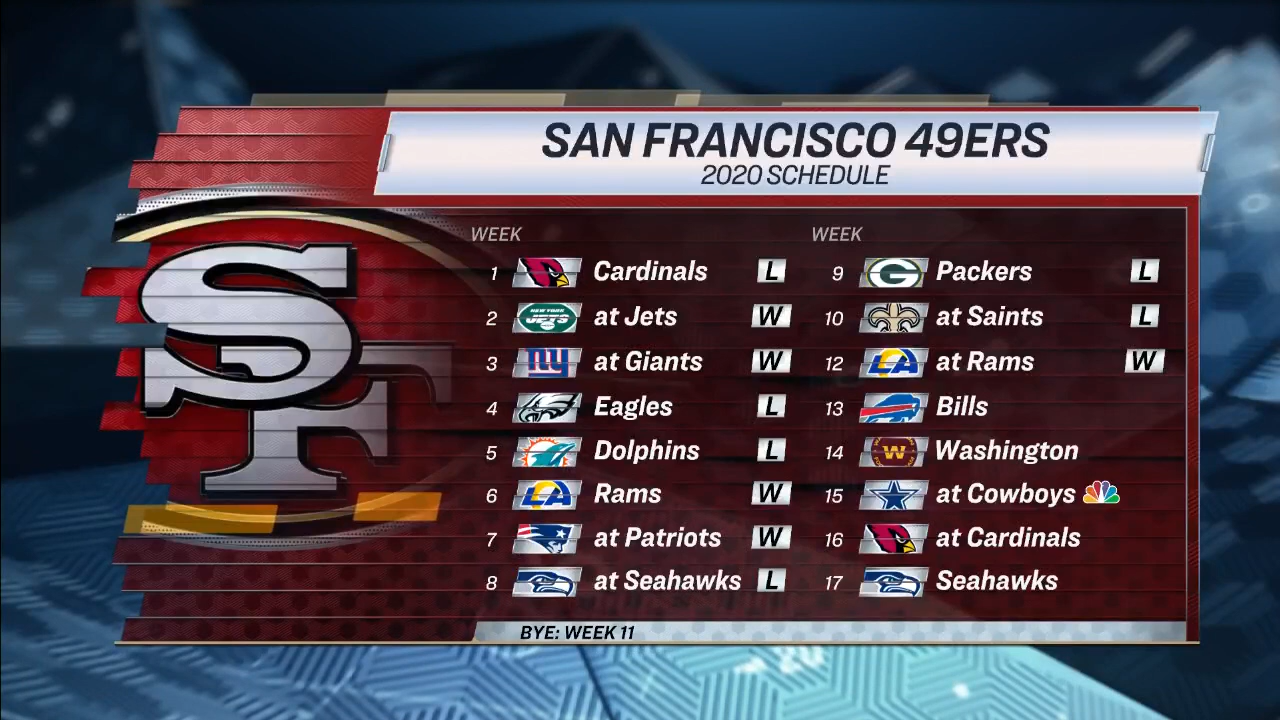 SAN FRANCISCO 49ERS
2020 SCHEDULE
WEEK
1 Cardinals L
2 at Jets W
3 at Giants W
4 Eagles L
5 Dolphins L
6 Rams W
7 at Patriots W
8 at Seahawks L
WEEK
9 Packers L
10 at Saints L
12 at Rams W
13 Bills
14 Washington
15 at Cowboys
16 at Cardinals
17 Seahawks
BYE: WEEK 11
SF